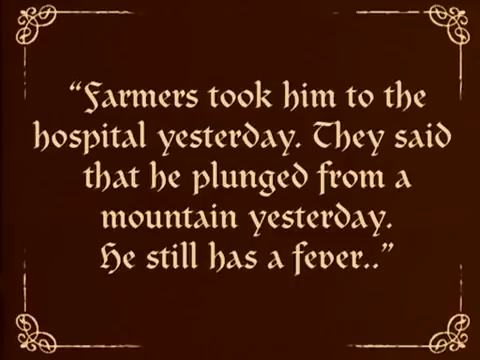 “Farmers took him to the
hospital yesterday. They said
that he plunged from a
mountain yesterday.
He still has a fever..”